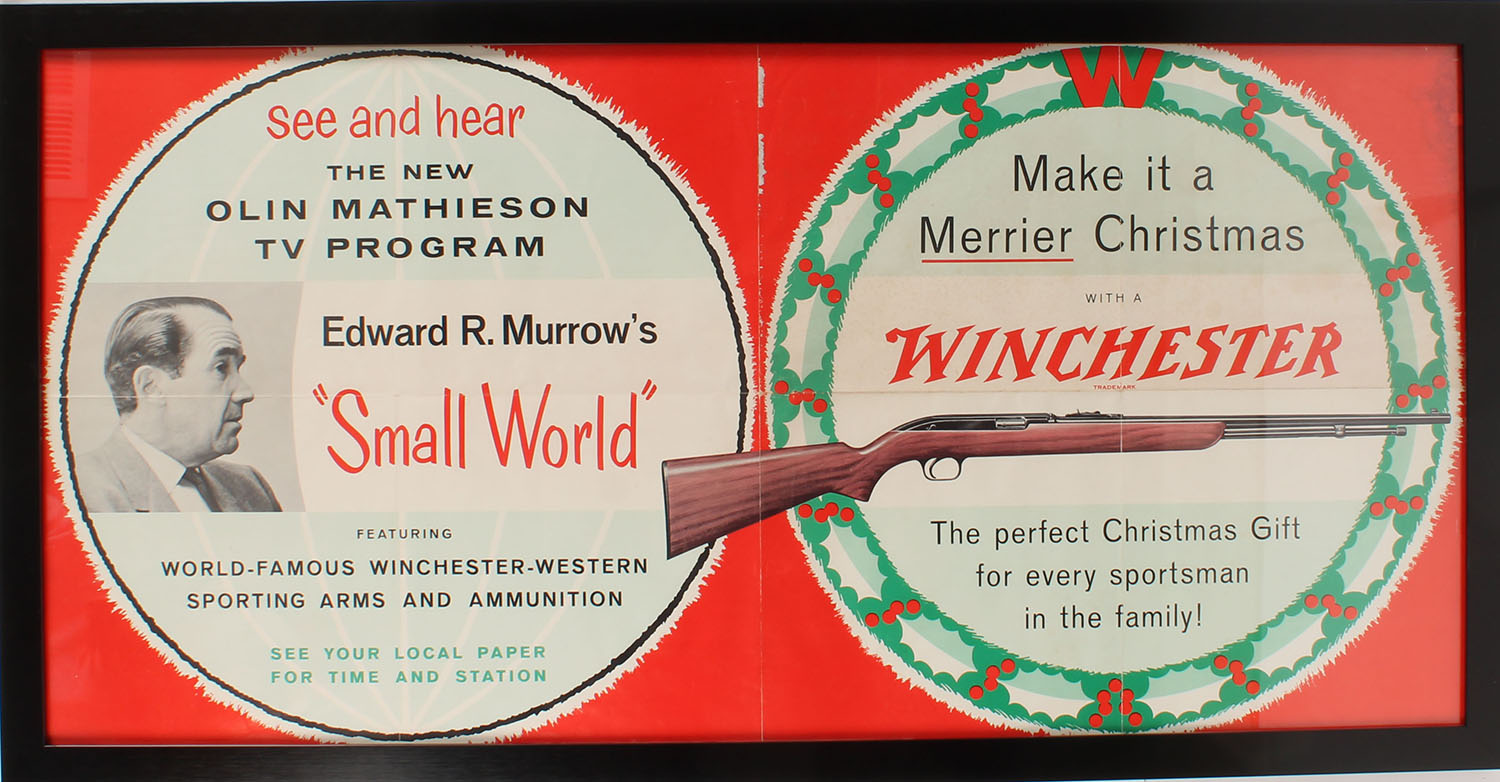 see and hear
THE NEW
OLIN MATHIESON
TV PROGRAM
Edward R. Murrow's
"Small World"
FEATURING
WORLD-FAMOUS WINCHESTER-WESTERN
SPORTING ARMS AND AMMUNITION
SEE YOUR LOCAL PAPER
FOR TIME AND STATION
W
Make it a
Merrier Christmas
WITH A
WINCHESTER
TRADEMARK
The perfect Christmas Gift
for every sportsman
in the family!